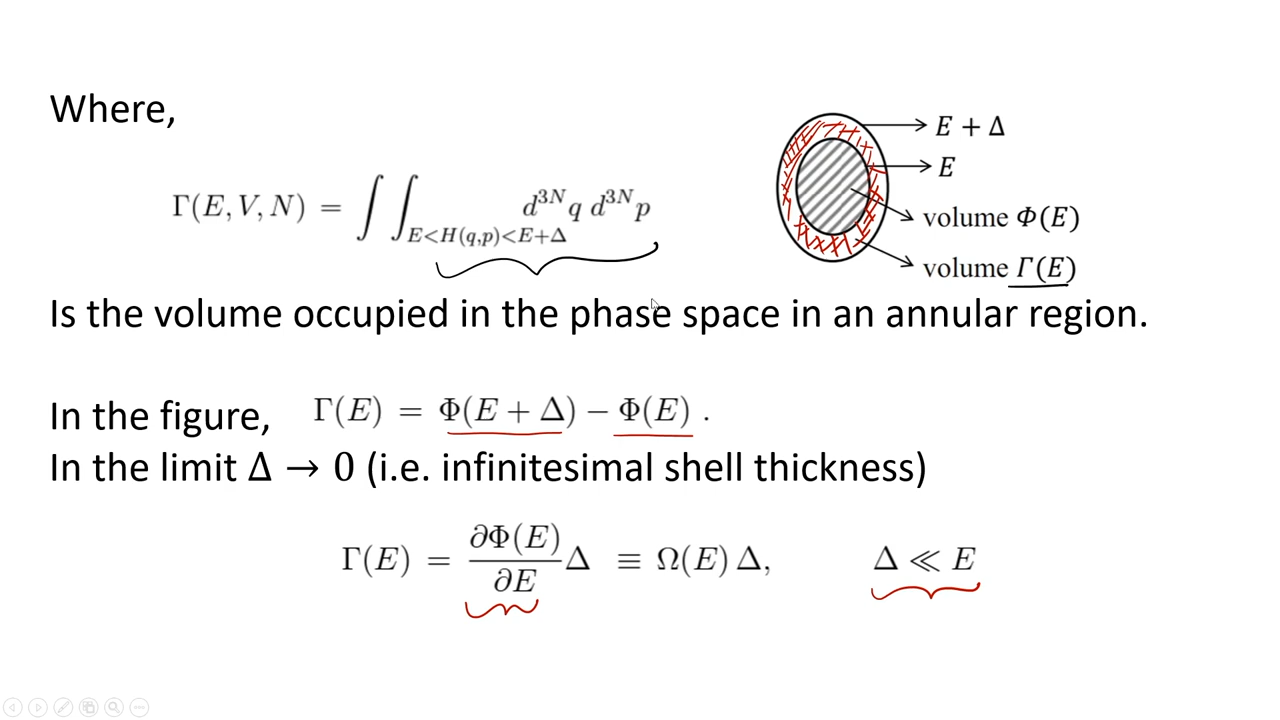 Where,
Γ(E, V, N) = ∫ ∫_{E<H(q,p)<E+Δ} d^{3N}q d^{3N}p
E + Δ
E
volume Φ(E)
volume Γ(E)
Is the volume occupied in the phase space in an annular region.
In the figure, Γ(E) = Φ(E + Δ) − Φ(E) .
In the limit Δ → 0 (i.e. infinitesimal shell thickness)
Γ(E) = ∂Φ(E)/∂E Δ ≡ Ω(E) Δ, Δ ≪ E